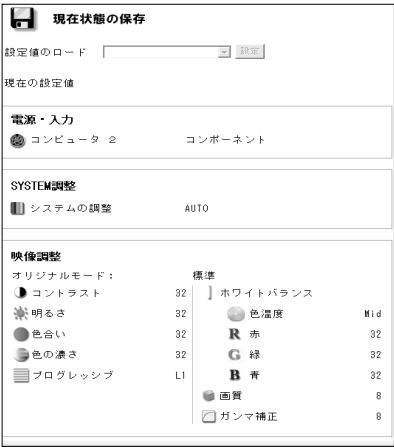 現在状態の保存
設定値のロード 設定
現在の設定値
電源・入力
コンピュータ 2 コンポーネント
SYSTEM調整
システムの調整 AUTO
映像調整
オリジナルモード: 標準
コントラスト 32 ホワイトバランス
明るさ 32 色温度 Mid
色合い 32 R 赤 32
色の濃さ 32 G 緑 32
プログレッシブ L1 B 青 32
画質 8
ガンマ補正 8